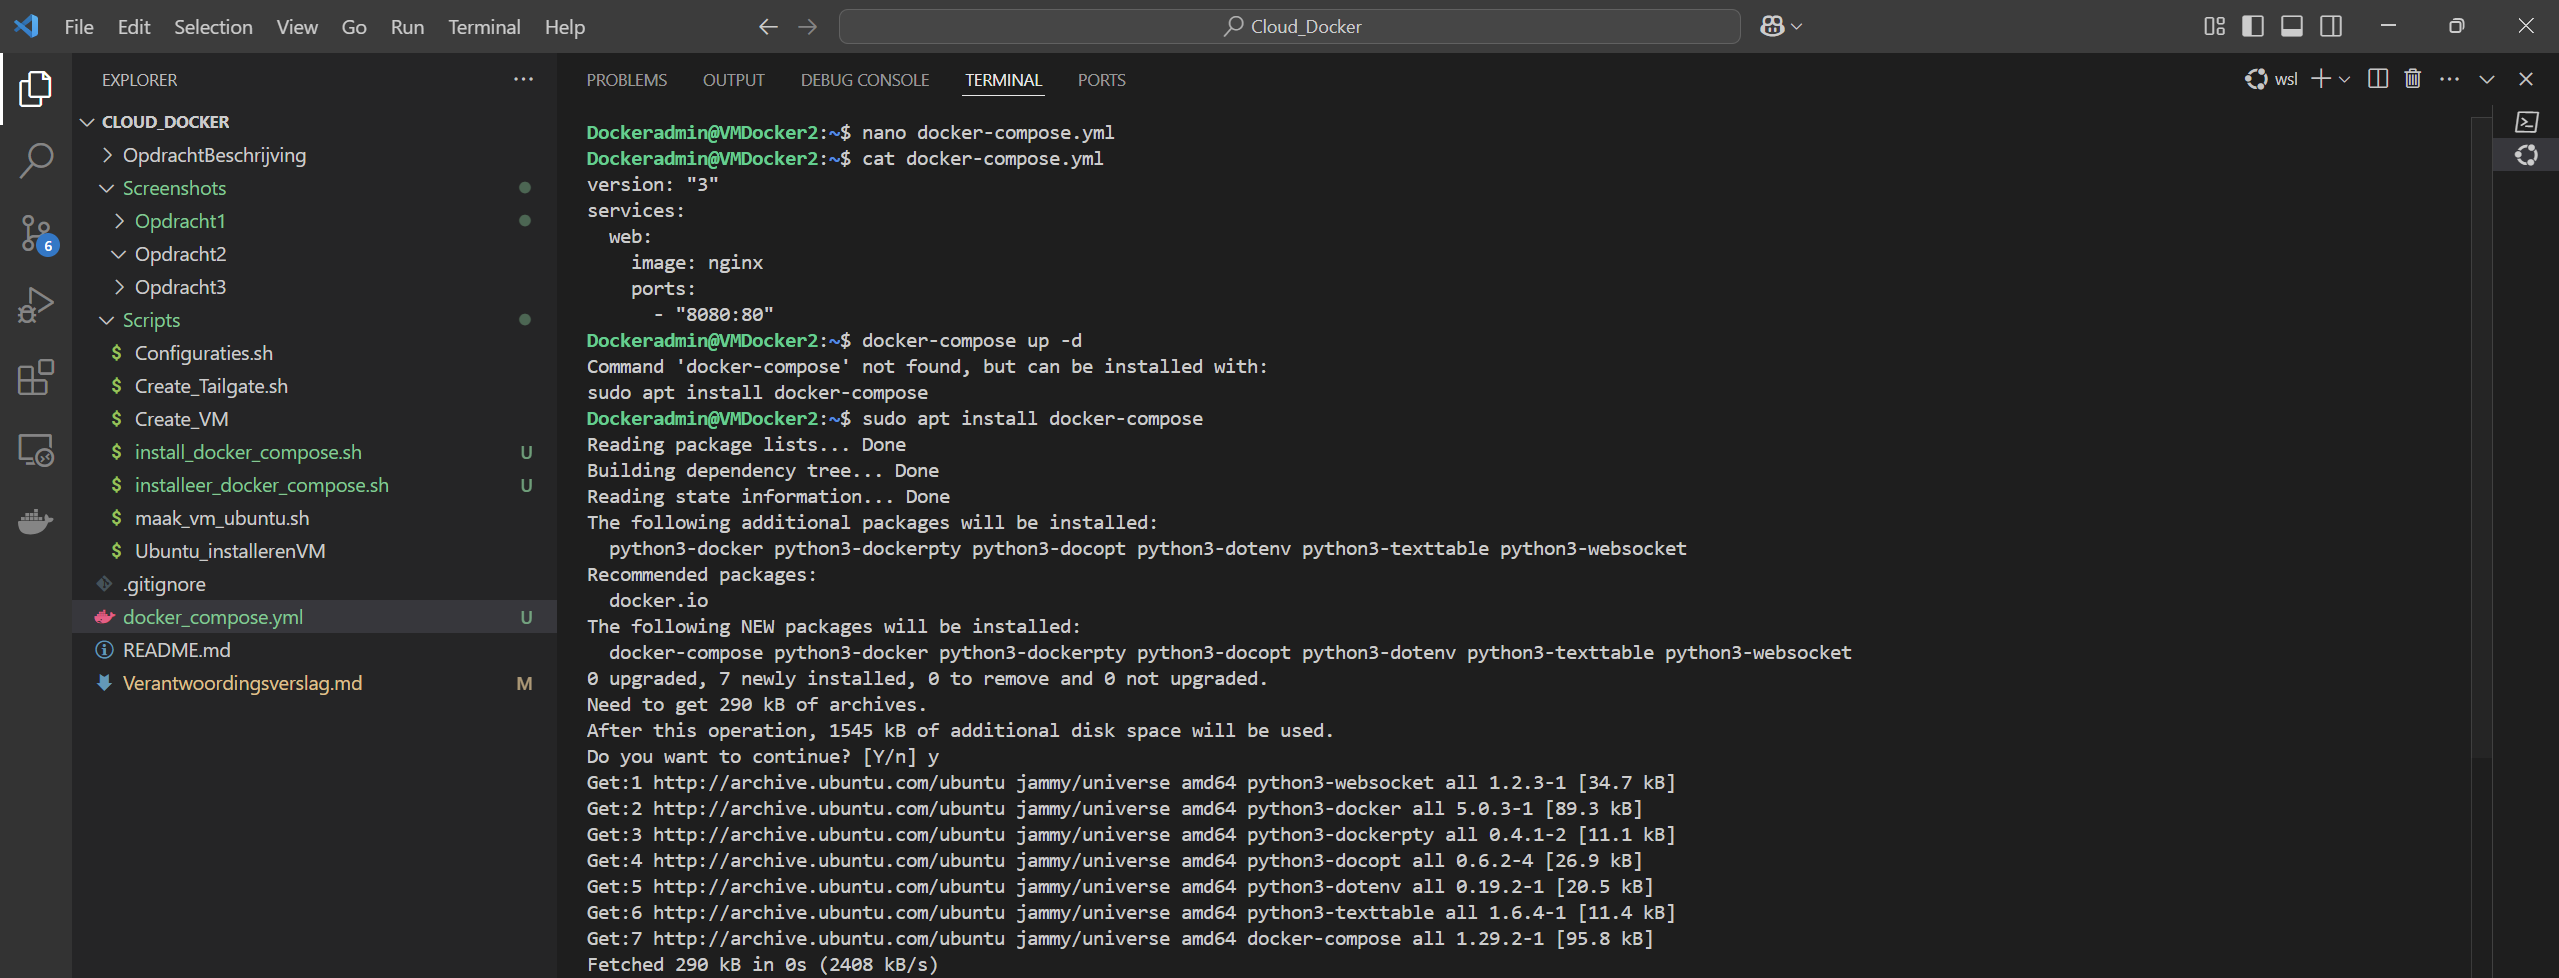 File Edit Selection View Go Run Terminal Help
Cloud_Docker
EXPLORER
CLOUD_DOCKER
OpdrachtBeschrijving
Screenshots
Opdracht1
Opdracht2
Opdracht3
Scripts
$ Configuraties.sh
$ Create_Tailgate.sh
$ Create_VM
$ install_docker_compose.sh U
$ installeer_docker_compose.sh U
$ maak_vm_ubuntu.sh
$ Ubuntu_installerenVM
.gitignore
docker_compose.yml U
README.md
Verantwoordingsverslag.md M
6
PROBLEMS OUTPUT DEBUG CONSOLE TERMINAL PORTS
wsl
Dockeradmin@VMDocker2:~$ nano docker-compose.yml
Dockeradmin@VMDocker2:~$ cat docker-compose.yml
version: "3"
services:
  web:
    image: nginx
    ports:
      - "8080:80"
Dockeradmin@VMDocker2:~$ docker-compose up -d
Command 'docker-compose' not found, but can be installed with:
sudo apt install docker-compose
Dockeradmin@VMDocker2:~$ sudo apt install docker-compose
Reading package lists... Done
Building dependency tree... Done
Reading state information... Done
The following additional packages will be installed:
  python3-docker python3-dockerpty python3-docopt python3-dotenv python3-texttable python3-websocket
Recommended packages:
  docker.io
The following NEW packages will be installed:
  docker-compose python3-docker python3-dockerpty python3-docopt python3-dotenv python3-texttable python3-websocket
0 upgraded, 7 newly installed, 0 to remove and 0 not upgraded.
Need to get 290 kB of archives.
After this operation, 1545 kB of additional disk space will be used.
Do you want to continue? [Y/n] y
Get:1 http://archive.ubuntu.com/ubuntu jammy/universe amd64 python3-websocket all 1.2.3-1 [34.7 kB]
Get:2 http://archive.ubuntu.com/ubuntu jammy/universe amd64 python3-docker all 5.0.3-1 [89.3 kB]
Get:3 http://archive.ubuntu.com/ubuntu jammy/universe amd64 python3-dockerpty all 0.4.1-2 [11.1 kB]
Get:4 http://archive.ubuntu.com/ubuntu jammy/universe amd64 python3-docopt all 0.6.2-4 [26.9 kB]
Get:5 http://archive.ubuntu.com/ubuntu jammy/universe amd64 python3-dotenv all 0.19.2-1 [20.5 kB]
Get:6 http://archive.ubuntu.com/ubuntu jammy/universe amd64 python3-texttable all 1.6.4-1 [11.4 kB]
Get:7 http://archive.ubuntu.com/ubuntu jammy/universe amd64 docker-compose all 1.29.2-1 [95.8 kB]
Fetched 290 kB in 0s (2408 kB/s)